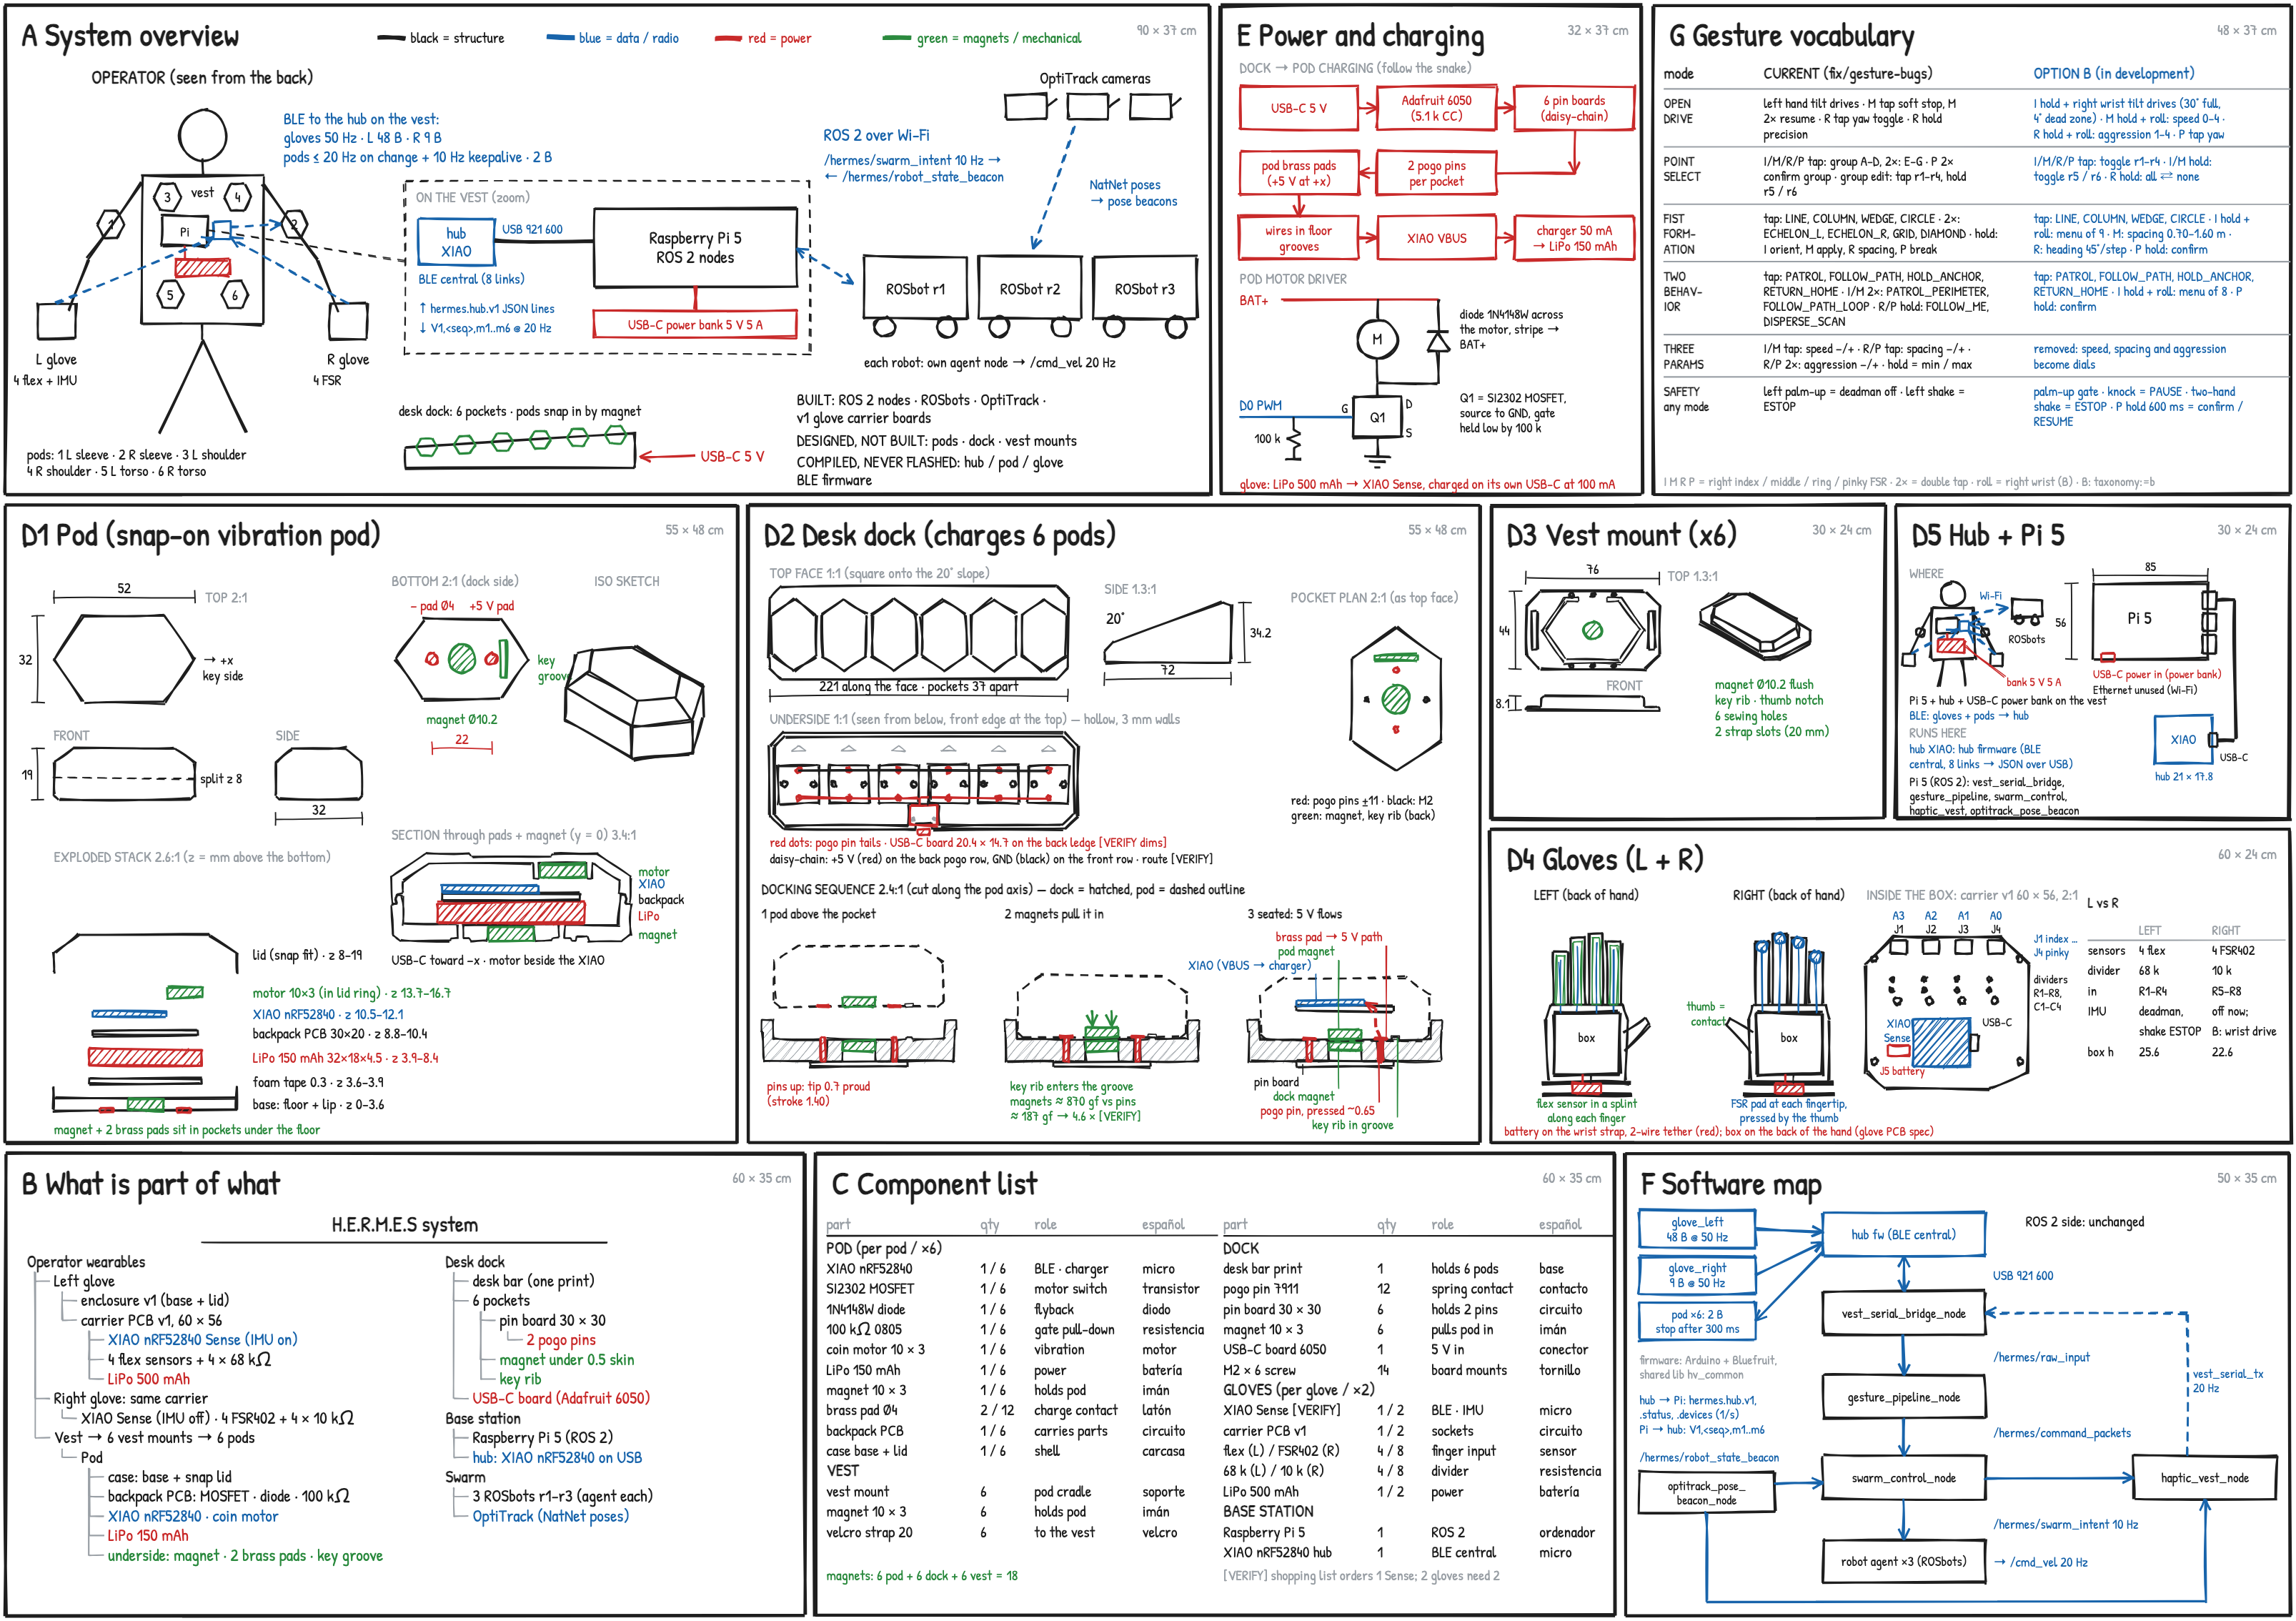 A System overview
black = structure
blue = data / radio
red = power
green = magnets / mechanical
90 × 37 cm
OPERATOR (seen from the back)
BLE to the hub on the vest:
gloves 50 Hz · L 48 B · R 9 B
pods ≤ 20 Hz on change + 10 Hz keepalive · 2 B
1
2
3
vest
4
Pi
5
6
L glove
4 flex + IMU
R glove
4 FSR
pods: 1 L sleeve · 2 R sleeve · 3 L shoulder
4 R shoulder · 5 L torso · 6 R torso
ON THE VEST (zoom)
hub
XIAO
USB 921 600
Raspberry Pi 5
ROS 2 nodes
BLE central (8 links)
↑ hermes.hub.v1 JSON lines
↓ V1,<seq>,m1..m6 @ 20 Hz
USB-C power bank 5 V 5 A
desk dock: 6 pockets · pods snap in by magnet
USB-C 5 V
OptiTrack cameras
ROS 2 over Wi-Fi
/hermes/swarm_intent 10 Hz →
← /hermes/robot_state_beacon
NatNet poses
→ pose beacons
ROSbot r1
ROSbot r2
ROSbot r3
each robot: own agent node → /cmd_vel 20 Hz
BUILT: ROS 2 nodes · ROSbots · OptiTrack ·
v1 glove carrier boards
DESIGNED, NOT BUILT: pods · dock · vest mounts
COMPILED, NEVER FLASHED: hub / pod / glove
BLE firmware
E Power and charging
32 × 37 cm
DOCK → POD CHARGING (follow the snake)
USB-C 5 V
Adafruit 6050
(5.1 k CC)
6 pin boards
(daisy-chain)
pod brass pads
(+5 V at +x)
2 pogo pins
per pocket
wires in floor
grooves
XIAO VBUS
charger 50 mA
→ LiPo 150 mAh
POD MOTOR DRIVER
BAT+
M
diode 1N4148W across
the motor, stripe →
BAT+
D0 PWM
G
D
Q1
S
100 k
Q1 = SI2302 MOSFET,
source to GND, gate
held low by 100 k
glove: LiPo 500 mAh → XIAO Sense, charged on its own USB-C at 100 mA
G Gesture vocabulary
48 × 37 cm
mode
CURRENT (fix/gesture-bugs)
OPTION B (in development)
OPEN
DRIVE
left hand tilt drives · M tap soft stop, M
2× resume · R tap yaw toggle · R hold
precision
I hold + right wrist tilt drives (30° full,
4° dead zone) · M hold + roll: speed 0-4 ·
R hold + roll: aggression 1-4 · P tap yaw
POINT
SELECT
I/M/R/P tap: group A-D, 2×: E-G · P 2×
confirm group · group edit: tap r1-r4, hold
r5 / r6
I/M/R/P tap: toggle r1-r4 · I/M hold:
toggle r5 / r6 · R hold: all ⇄ none
FIST
FORM-
ATION
tap: LINE, COLUMN, WEDGE, CIRCLE · 2×:
ECHELON_L, ECHELON_R, GRID, DIAMOND · hold:
I orient, M apply, R spacing, P break
tap: LINE, COLUMN, WEDGE, CIRCLE · I hold +
roll: menu of 9 · M: spacing 0.70-1.60 m ·
R: heading 45°/step · P hold: confirm
TWO
BEHAV-
IOR
tap: PATROL, FOLLOW_PATH, HOLD_ANCHOR,
RETURN_HOME · I/M 2×: PATROL_PERIMETER,
FOLLOW_PATH_LOOP · R/P hold: FOLLOW_ME,
DISPERSE_SCAN
tap: PATROL, FOLLOW_PATH, HOLD_ANCHOR,
RETURN_HOME · I hold + roll: menu of 8 · P
hold: confirm
THREE
PARAMS
I/M tap: speed −/+ · R/P tap: spacing −/+ ·
R/P 2×: aggression −/+ · hold = min / max
removed: speed, spacing and aggression
become dials
SAFETY
any mode
left palm-up = deadman off · left shake =
ESTOP
palm-up gate · knock = PAUSE · two-hand
shake = ESTOP · P hold 600 ms = confirm /
RESUME
I M R P = right index / middle / ring / pinky FSR · 2× = double tap · roll = right wrist (B) · B: taxonomy:=b
D1 Pod (snap-on vibration pod)
55 × 48 cm
52
TOP 2:1
32
→ +x
key side
BOTTOM 2:1 (dock side)
− pad Ø4
+5 V pad
key
groove
magnet Ø10.2
22
ISO SKETCH
FRONT
19
split z 8
SIDE
32
SECTION through pads + magnet (y = 0) 3.4:1
motor
XIAO
backpack
LiPo
magnet
USB-C toward −x · motor beside the XIAO
EXPLODED STACK 2.6:1 (z = mm above the bottom)
lid (snap fit) · z 8-19
motor 10×3 (in lid ring) · z 13.7-16.7
XIAO nRF52840 · z 10.5-12.1
backpack PCB 30×20 · z 8.8-10.4
LiPo 150 mAh 32×18×4.5 · z 3.9-8.4
foam tape 0.3 · z 3.6-3.9
base: floor + lip · z 0-3.6
magnet + 2 brass pads sit in pockets under the floor
D2 Desk dock (charges 6 pods)
55 × 48 cm
TOP FACE 1:1 (square onto the 20° slope)
221 along the face · pockets 37 apart
SIDE 1.3:1
20°
34.2
72
POCKET PLAN 2:1 (as top face)
red: pogo pins ±11 · black: M2
green: magnet, key rib (back)
UNDERSIDE 1:1 (seen from below, front edge at the top) — hollow, 3 mm walls
red dots: pogo pin tails · USB-C board 20.4 × 14.7 on the back ledge [VERIFY dims]
daisy-chain: +5 V (red) on the back pogo row, GND (black) on the front row · route [VERIFY]
DOCKING SEQUENCE 2.4:1 (cut along the pod axis) — dock = hatched, pod = dashed outline
1 pod above the pocket
2 magnets pull it in
3 seated: 5 V flows
brass pad → 5 V path
pod magnet
XIAO (VBUS → charger)
pins up: tip 0.7 proud
(stroke 1.40)
key rib enters the groove
magnets ≈ 870 gf vs pins
≈ 187 gf → 4.6 × [VERIFY]
pin board
dock magnet
pogo pin, pressed ~0.65
key rib in groove
D3 Vest mount (x6)
30 × 24 cm
76
TOP 1.3:1
44
FRONT
8.1
magnet Ø10.2 flush
key rib · thumb notch
6 sewing holes
2 strap slots (20 mm)
D5 Hub + Pi 5
30 × 24 cm
WHERE
Wi-Fi
ROSbots
bank 5 V 5 A
85
56
Pi 5
USB-C power in (power bank)
Ethernet unused (Wi-Fi)
Pi 5 + hub + USB-C power bank on the vest
BLE: gloves + pods → hub
RUNS HERE
hub XIAO: hub firmware (BLE
central, 8 links → JSON over USB)
Pi 5 (ROS 2): vest_serial_bridge,
gesture_pipeline, swarm_control,
haptic_vest, optitrack_pose_beacon
XIAO
USB-C
hub 21 × 17.8
D4 Gloves (L + R)
60 × 24 cm
LEFT (back of hand)
box
flex sensor in a splint
along each finger
RIGHT (back of hand)
thumb =
contact
box
FSR pad at each fingertip,
pressed by the thumb
INSIDE THE BOX: carrier v1 60 × 56, 2:1
A3
A2
A1
A0
J1
J2
J3
J4
J1 index ...
J4 pinky
dividers
R1-R8,
C1-C4
XIAO
Sense
USB-C
J5 battery
L vs R
LEFT
RIGHT
sensors
4 flex
4 FSR402
divider
68 k
10 k
in
R1-R4
R5-R8
IMU
deadman,
off now;
shake ESTOP
B: wrist drive
box h
25.6
22.6
battery on the wrist strap, 2-wire tether (red); box on the back of the hand (glove PCB spec)
B What is part of what
60 × 35 cm
H.E.R.M.E.S system
Operator wearables
Left glove
enclosure v1 (base + lid)
carrier PCB v1, 60 × 56
XIAO nRF52840 Sense (IMU on)
4 flex sensors + 4 × 68 kΩ
LiPo 500 mAh
Right glove: same carrier
XIAO Sense (IMU off) · 4 FSR402 + 4 × 10 kΩ
Vest → 6 vest mounts → 6 pods
Pod
case: base + snap lid
backpack PCB: MOSFET · diode · 100 kΩ
XIAO nRF52840 · coin motor
LiPo 150 mAh
underside: magnet · 2 brass pads · key groove
Desk dock
desk bar (one print)
6 pockets
pin board 30 × 30
2 pogo pins
magnet under 0.5 skin
key rib
USB-C board (Adafruit 6050)
Base station
Raspberry Pi 5 (ROS 2)
hub: XIAO nRF52840 on USB
Swarm
3 ROSbots r1-r3 (agent each)
OptiTrack (NatNet poses)
C Component list
60 × 35 cm
part qty role español
POD (per pod / ×6)
XIAO nRF52840 1 / 6 BLE · charger micro
SI2302 MOSFET 1 / 6 motor switch transistor
1N4148W diode 1 / 6 flyback diodo
100 kΩ 0805 1 / 6 gate pull-down resistencia
coin motor 10 × 3 1 / 6 vibration motor
LiPo 150 mAh 1 / 6 power batería
magnet 10 × 3 1 / 6 holds pod imán
brass pad Ø4 2 / 12 charge contact latón
backpack PCB 1 / 6 carries parts circuito
case base + lid 1 / 6 shell carcasa
VEST
vest mount 6 pod cradle soporte
magnet 10 × 3 6 holds pod imán
velcro strap 20 6 to the vest velcro
magnets: 6 pod + 6 dock + 6 vest = 18
part qty role español
DOCK
desk bar print 1 holds 6 pods base
pogo pin 7911 12 spring contact contacto
pin board 30 × 30 6 holds 2 pins circuito
magnet 10 × 3 6 pulls pod in imán
USB-C board 6050 1 5 V in conector
M2 × 6 screw 14 board mounts tornillo
GLOVES (per glove / ×2)
XIAO Sense [VERIFY] 1 / 2 BLE · IMU micro
carrier PCB v1 1 / 2 sockets circuito
flex (L) / FSR402 (R) 4 / 8 finger input sensor
68 k (L) / 10 k (R) 4 / 8 divider resistencia
LiPo 500 mAh 1 / 2 power batería
BASE STATION
Raspberry Pi 5 1 ROS 2 ordenador
XIAO nRF52840 hub 1 BLE central micro
[VERIFY] shopping list orders 1 Sense; 2 gloves need 2
F Software map
50 × 35 cm
glove_left
48 B @ 50 Hz
glove_right
9 B @ 50 Hz
pod ×6: 2 B
stop after 300 ms
hub fw (BLE central)
ROS 2 side: unchanged
USB 921 600
vest_serial_bridge_node
firmware: Arduino + Bluefruit,
shared lib hv_common
hub → Pi: hermes.hub.v1,
.status, .devices (1/s)
Pi → hub: V1,<seq>,m1..m6
/hermes/raw_input
vest_serial_tx
20 Hz
gesture_pipeline_node
/hermes/command_packets
/hermes/robot_state_beacon
optitrack_pose_
beacon_node
swarm_control_node
haptic_vest_node
/hermes/swarm_intent 10 Hz
robot agent ×3 (ROSbots)
→ /cmd_vel 20 Hz